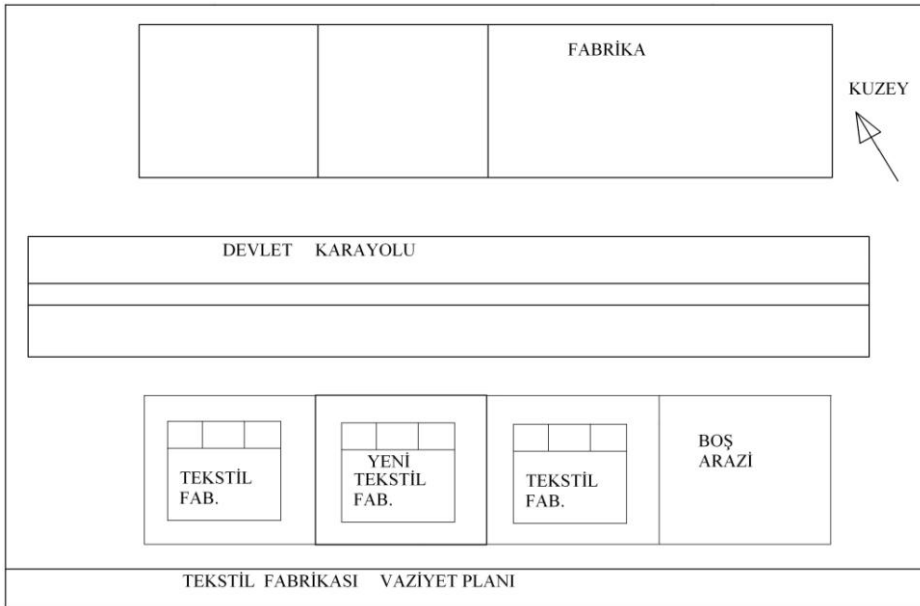 FABRİKA
KUZEY
DEVLET KARAYOLU
TEKSTİL
FAB.
YENİ
TEKSTİL
FAB.
TEKSTİL
FAB.
BOŞ
ARAZİ
TEKSTİL FABRİKASI VAZİYET PLANI